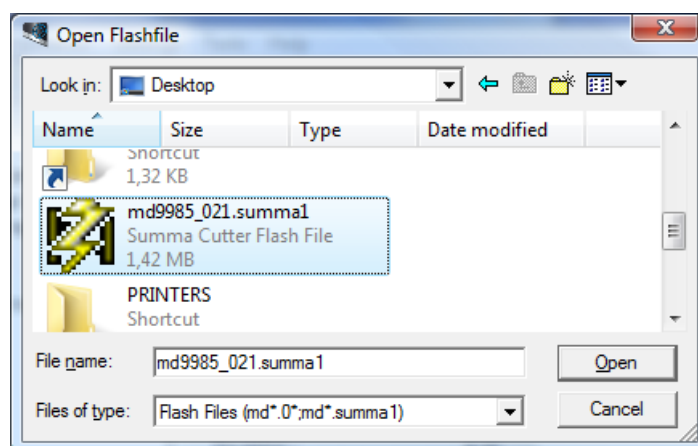 Open Flashfile
Look in: Desktop
Name Size Type Date modified
Shortcut
1,32 KB
md9985_021.summa1
Summa Cutter Flash File
1,42 MB
PRINTERS
Shortcut
File name: md9985_021.summa1 Open
Files of type: Flash Files (md*.0*;md*.summa1) Cancel